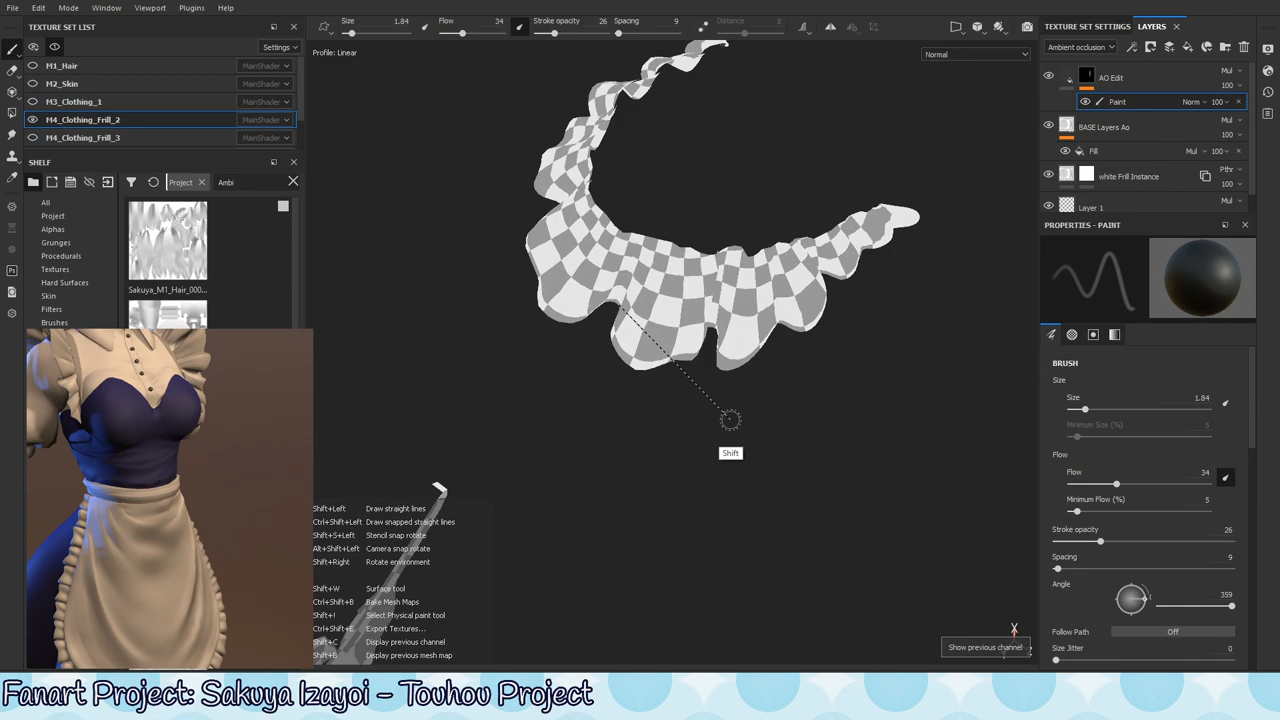 File Edit Mode Window Viewport Plugins Help
TEXTURE SET LIST
Size 1.84 Flow 34 Stroke opacity 26 Spacing 9 Distance 8
TEXTURE SET SETTINGS LAYERS
Settings
Profile: Linear
Normal
Ambient occlusion
M1_Hair MainShader
M2_Skin MainShader
M3_Clothing_1 MainShader
M4_Clothing_Frill_2 MainShader
M4_Clothing_Frill_3 MainShader
AO Edit Mul 100
Paint Norm 100
BASE Layers Ao Mul 100
Fill Mul 100
white Frill Instance Pthr 100
Layer 1 Mul
SHELF
Project Ambi
All
Project
Alphas
Grunges
Procedurals
Textures
Hard Surfaces
Skin
Filters
Brushes
Sakuya_M1_Hair_000...
PROPERTIES - PAINT
BRUSH
Size
Size 1.84
Minimum Size (%) 5
Flow
Flow 34
Minimum Flow (%) 5
Stroke opacity 26
Spacing 9
Angle 359
Follow Path Off
Size Jitter 0
Shift
Shift+Left Draw straight lines
Ctrl+Shift+Left Draw snapped straight lines
Shift+S+Left Stencil snap rotate
Alt+Shift+Left Camera snap rotate
Shift+Right Rotate environment
Shift+W Surface tool
Ctrl+Shift+B Bake Mesh Maps
Shift+! Select Physical paint tool
Ctrl+Shift+E Export Textures...
Shift+C Display previous channel
Shift+B Display previous mesh map
Show previous channel
Fanart Project: Sakuya Izayoi - Touhou Project